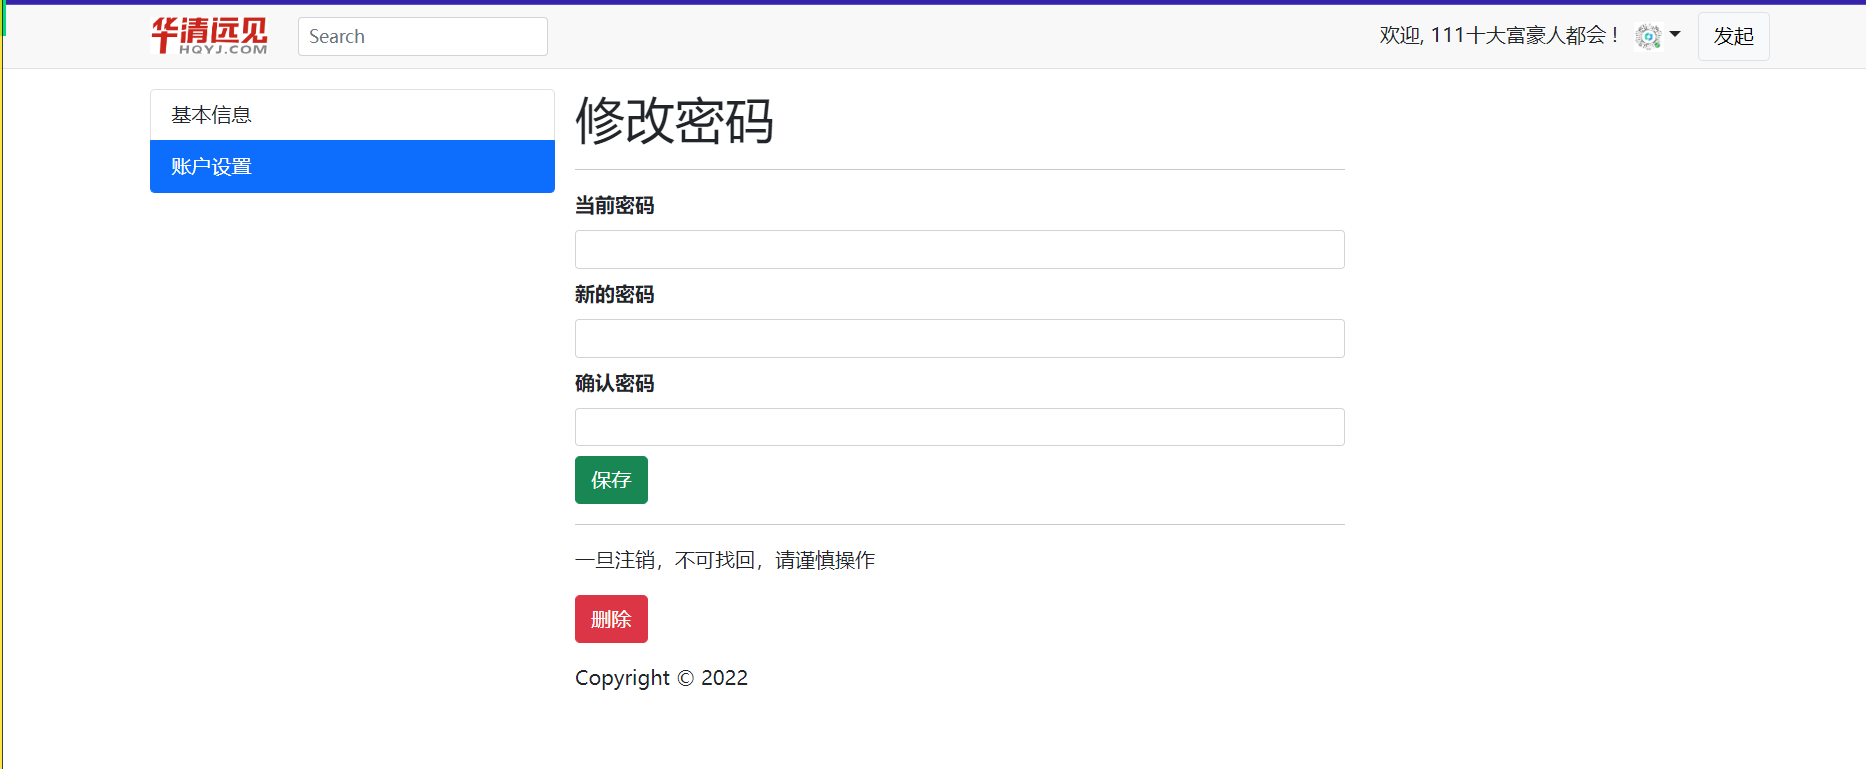 华清远见
HQYJ.COM
Search
欢迎, 111十大富豪人都会！
发起
基本信息
账户设置
修改密码
当前密码
新的密码
确认密码
保存
一旦注销，不可找回，请谨慎操作
删除
Copyright © 2022